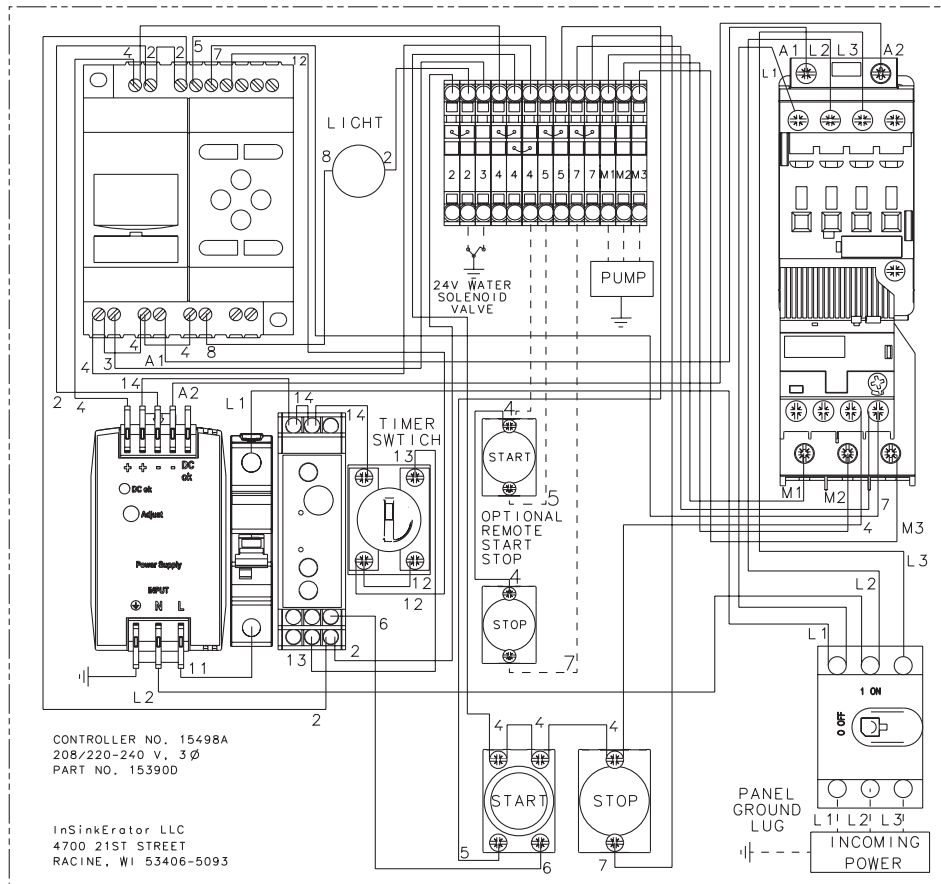 4 2 2 5 7 12
LICHT
8 2
2 2 3 4 4 4 5 5 7 7 M1 M2 M3
24V WATER
SOLENOID
VALVE
PUMP
A1 L2 L3 A2
L1
4 3 4 A1 4 8
2 4 14 A2 L1
14 14
TIMER
SWTICH
13
+ + - - DC
ok
DC ok
Adjust
Power Supply
INPUT
N L
12
12
6
13 2
11
L2
2
4
START
5
OPTIONAL
REMOTE
START
STOP
4
STOP
7
M1 M2 4 7 M3
L3
L2
L1
1 ON
0 OFF
4 4 4
START
STOP
5 6 7
PANEL
GROUND
LUG
L1 L2 L3
INCOMING
POWER
CONTROLLER NO. 15498A
208/220-240 V, 3Ø
PART NO. 15390D
InSinkErator LLC
4700 21ST STREET
RACINE, WI 53406-5093